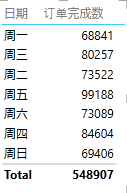 日期 订单完成数
周一 68841
周三 80257
周二 73522
周五 99188
周六 73089
周四 84604
周日 69406
Total 548907